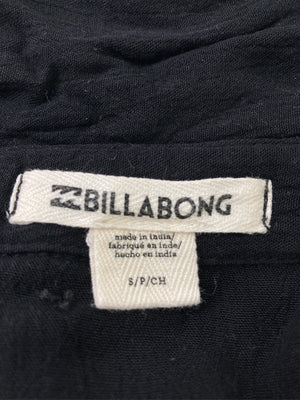 BILLABONG
made in india/
fabriqué en inde/
hecho en india
S/P/CH